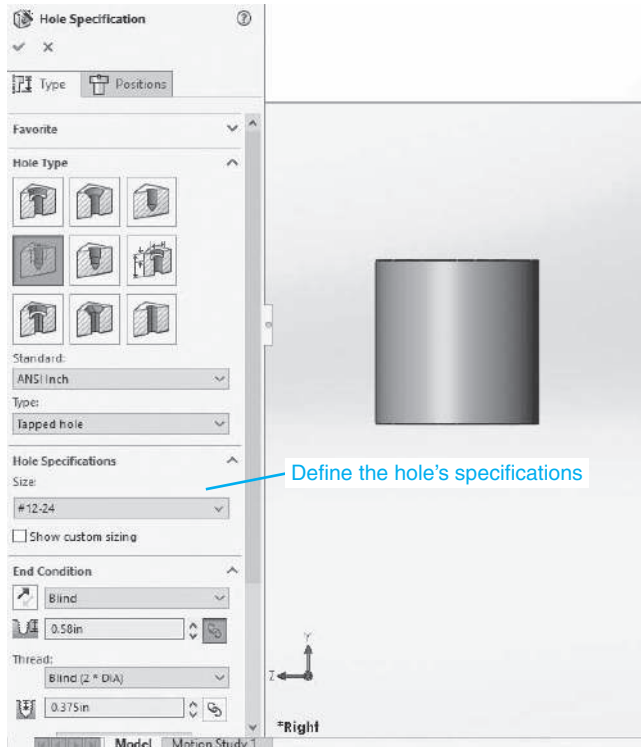 Hole Specification
Type
Positions
Favorite
Hole Type
Standard:
ANSI Inch
Type:
Tapped hole
Hole Specifications
Size:
#12-24
Show custom sizing
Define the hole's specifications
End Condition
Blind
0.58in
Thread:
Blind (2 * DIA)
0.375in
Y
Z
*Right
Model
Motion Study 1